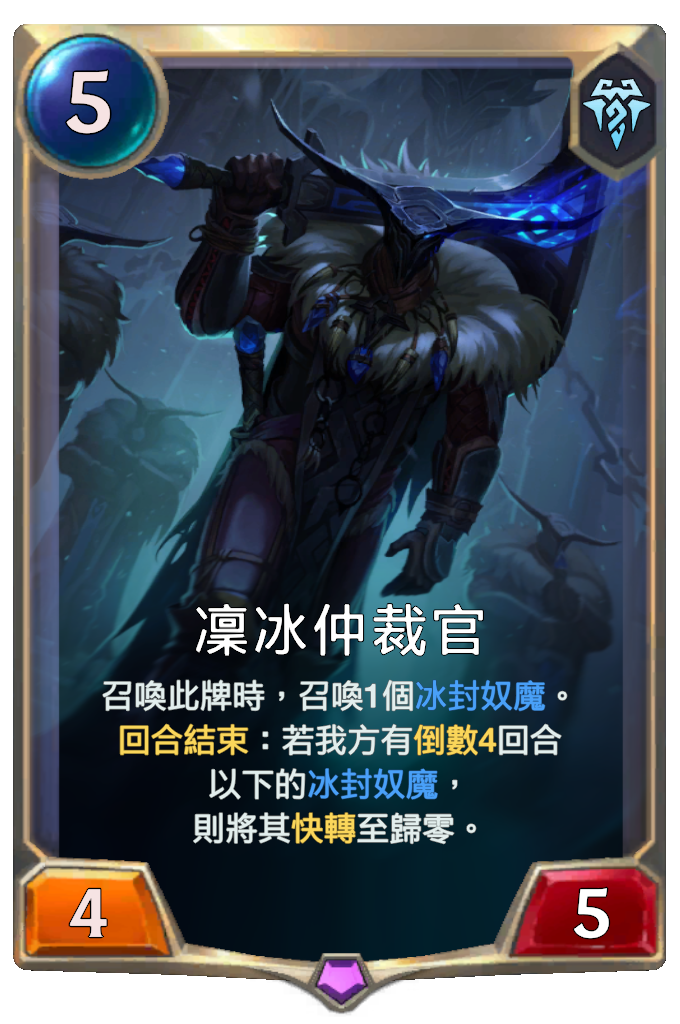 5
凜冰仲裁官
召喚此牌時，召喚1個冰封奴魔。
回合結束：若我方有倒數4回合
以下的冰封奴魔，
則將其快轉至歸零。
4
5